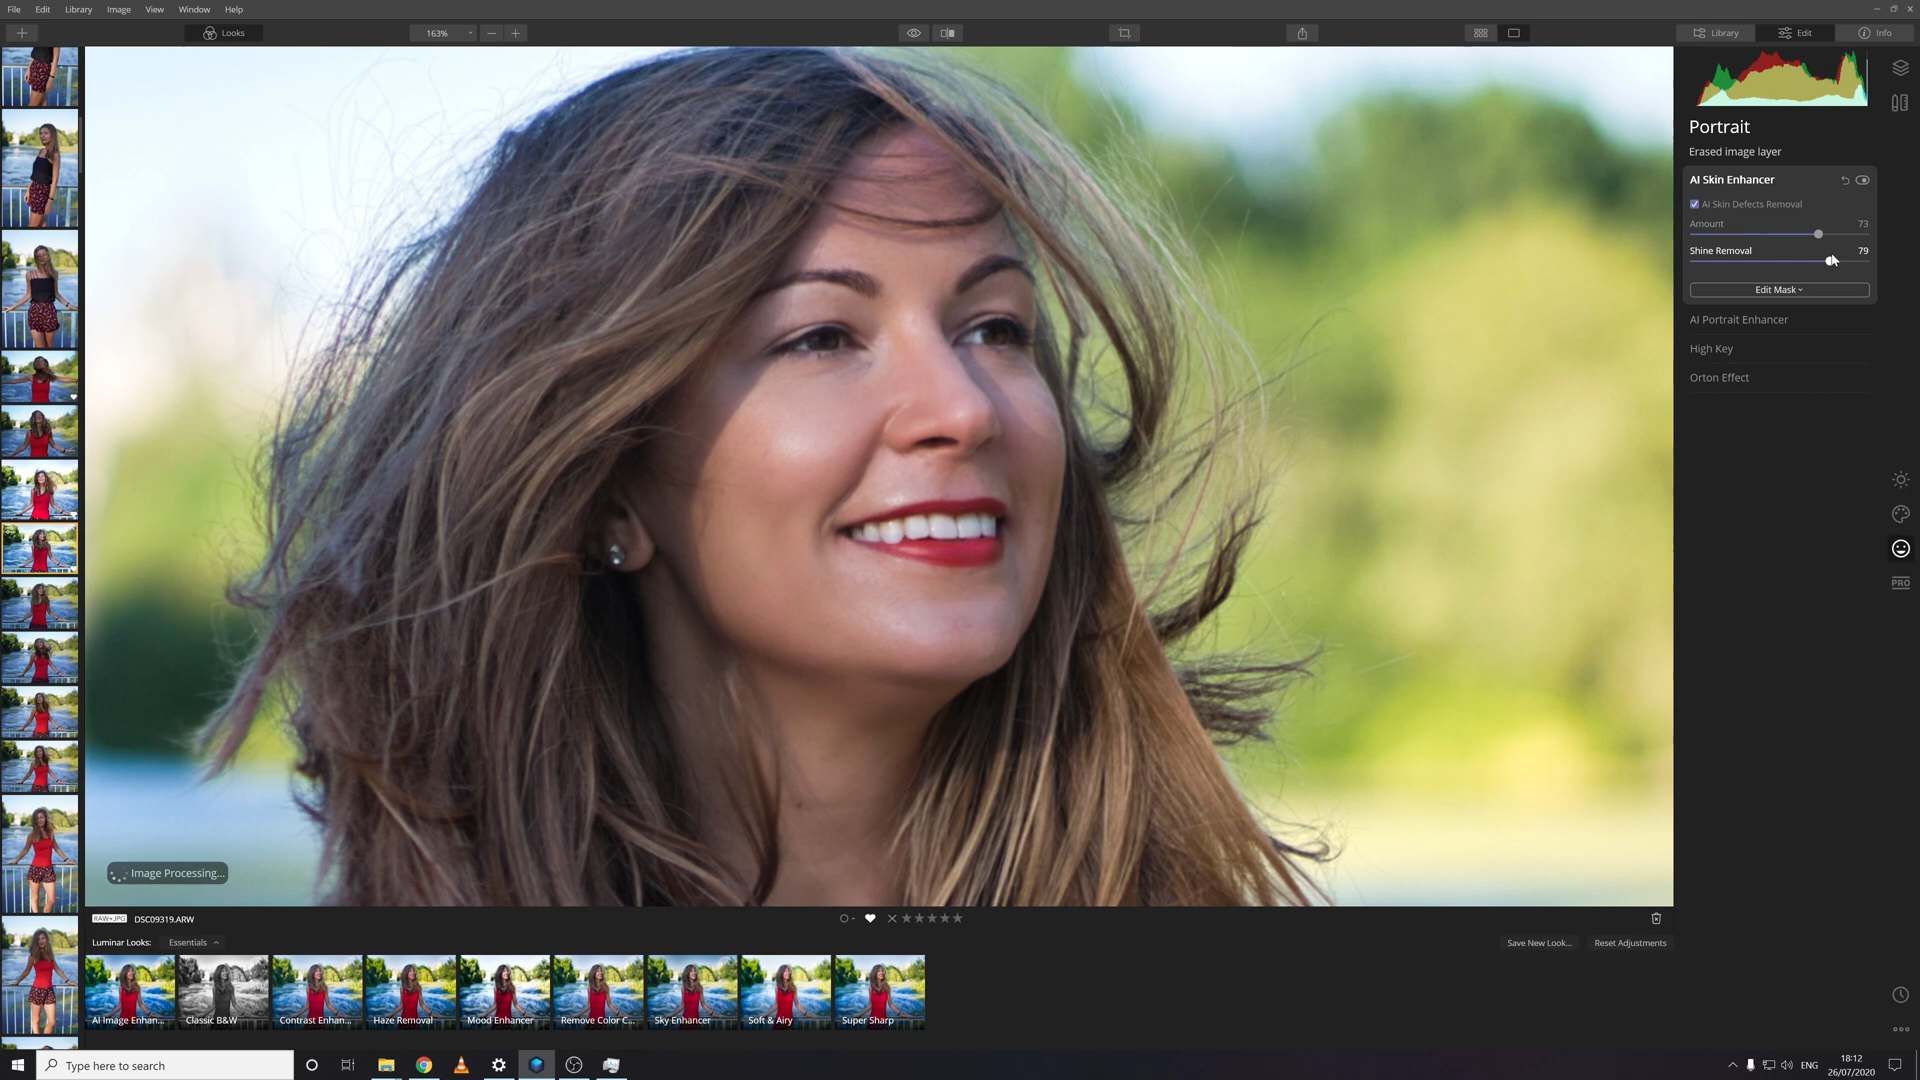 File Edit Library Image View Window Help
Looks 163% Library Edit Info
Portrait
Erased image layer
AI Skin Enhancer
AI Skin Defects Removal
Amount 73
Shine Removal 79
Edit Mask
AI Portrait Enhancer
High Key
Orton Effect
PRO
Image Processing...
RAW+JPG DSC09319.ARW
Luminar Looks: Essentials Save New Look... Reset Adjustments
AI Image Enhan... Classic B&W Contrast Enhan... Haze Removal Mood Enhancer Remove Color C... Sky Enhancer Soft & Airy Super Sharp
Type here to search ENG 18:12
26/07/2020